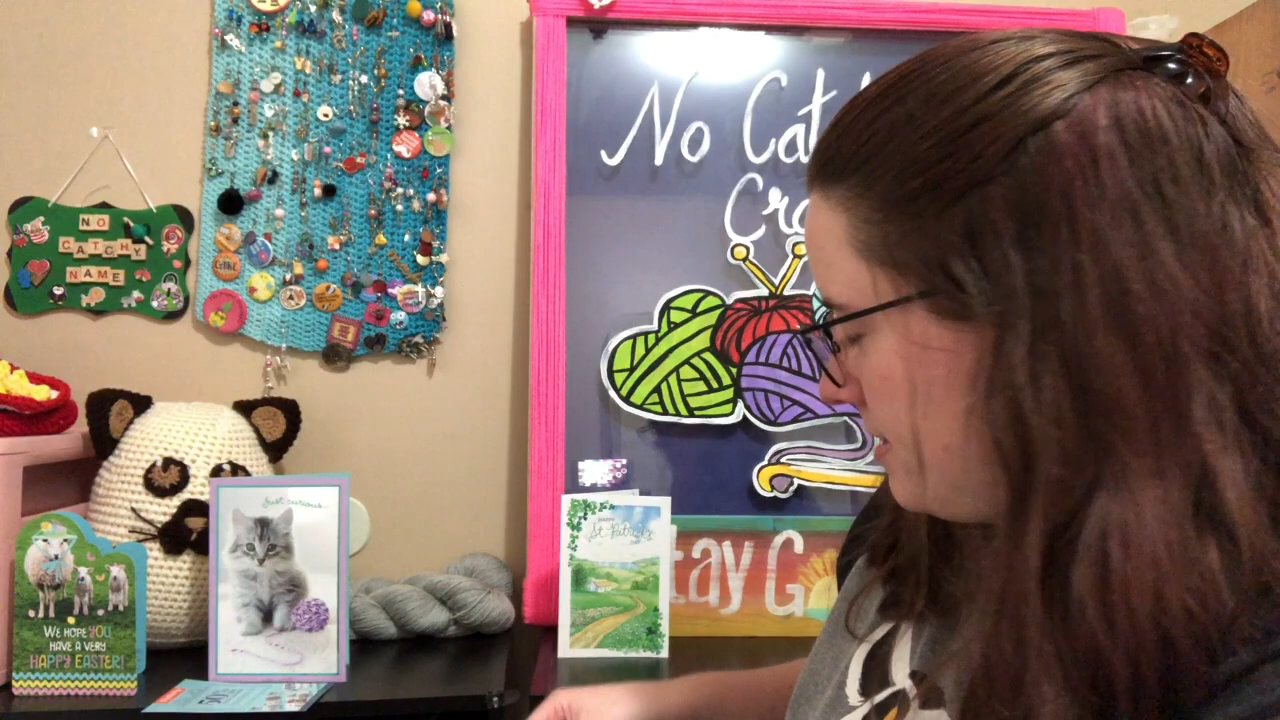 No Cat
Cr
NO
CATCHY
NAME
just curious...
HAPPY
St. Patrick's
DAY
tay G
WE HOPE YOU
HAVE A VERY
HAPPY EASTER!